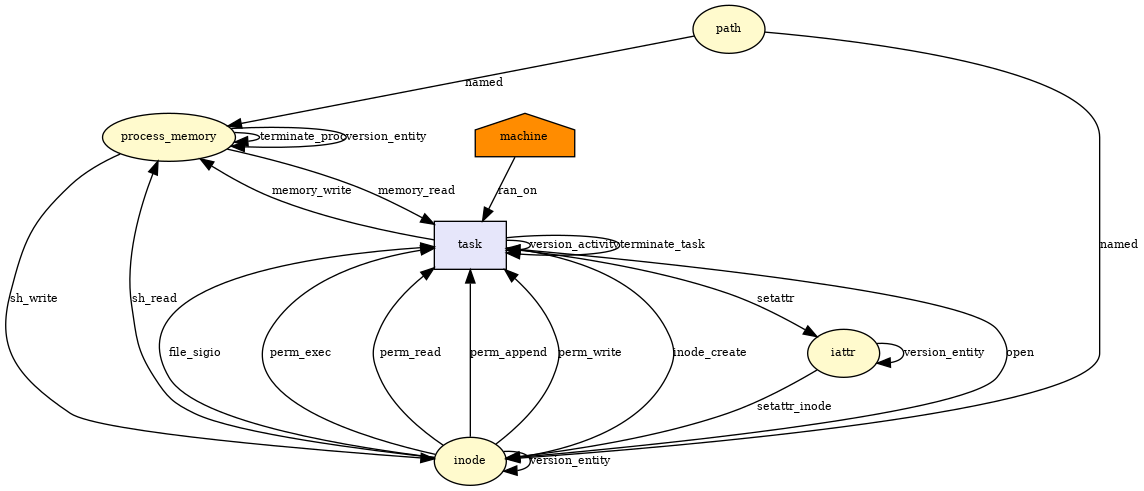 path
named
process_memory
terminate_proc
version_entity
machine
memory_write
memory_read
ran_on
task
version_activity
terminate_task
named
sh_write
sh_read
setattr
file_sigio
perm_exec
perm_read
perm_append
perm_write
inode_create
iattr
version_entity
open
setattr_inode
inode
version_entity